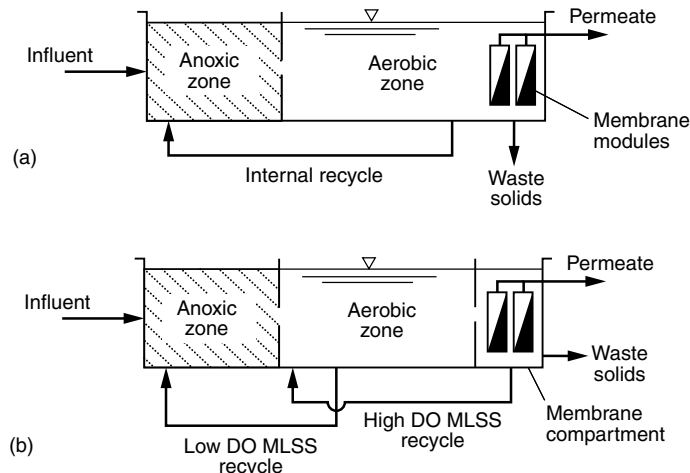 Permeate
Influent
Anoxic
zone
Aerobic
zone
Membrane
modules
(a)
Internal recycle
Waste
solids
Permeate
Influent
Anoxic
zone
Aerobic
zone
Waste
solids
High DO MLSS
recycle
Membrane
compartment
(b)
Low DO MLSS
recycle